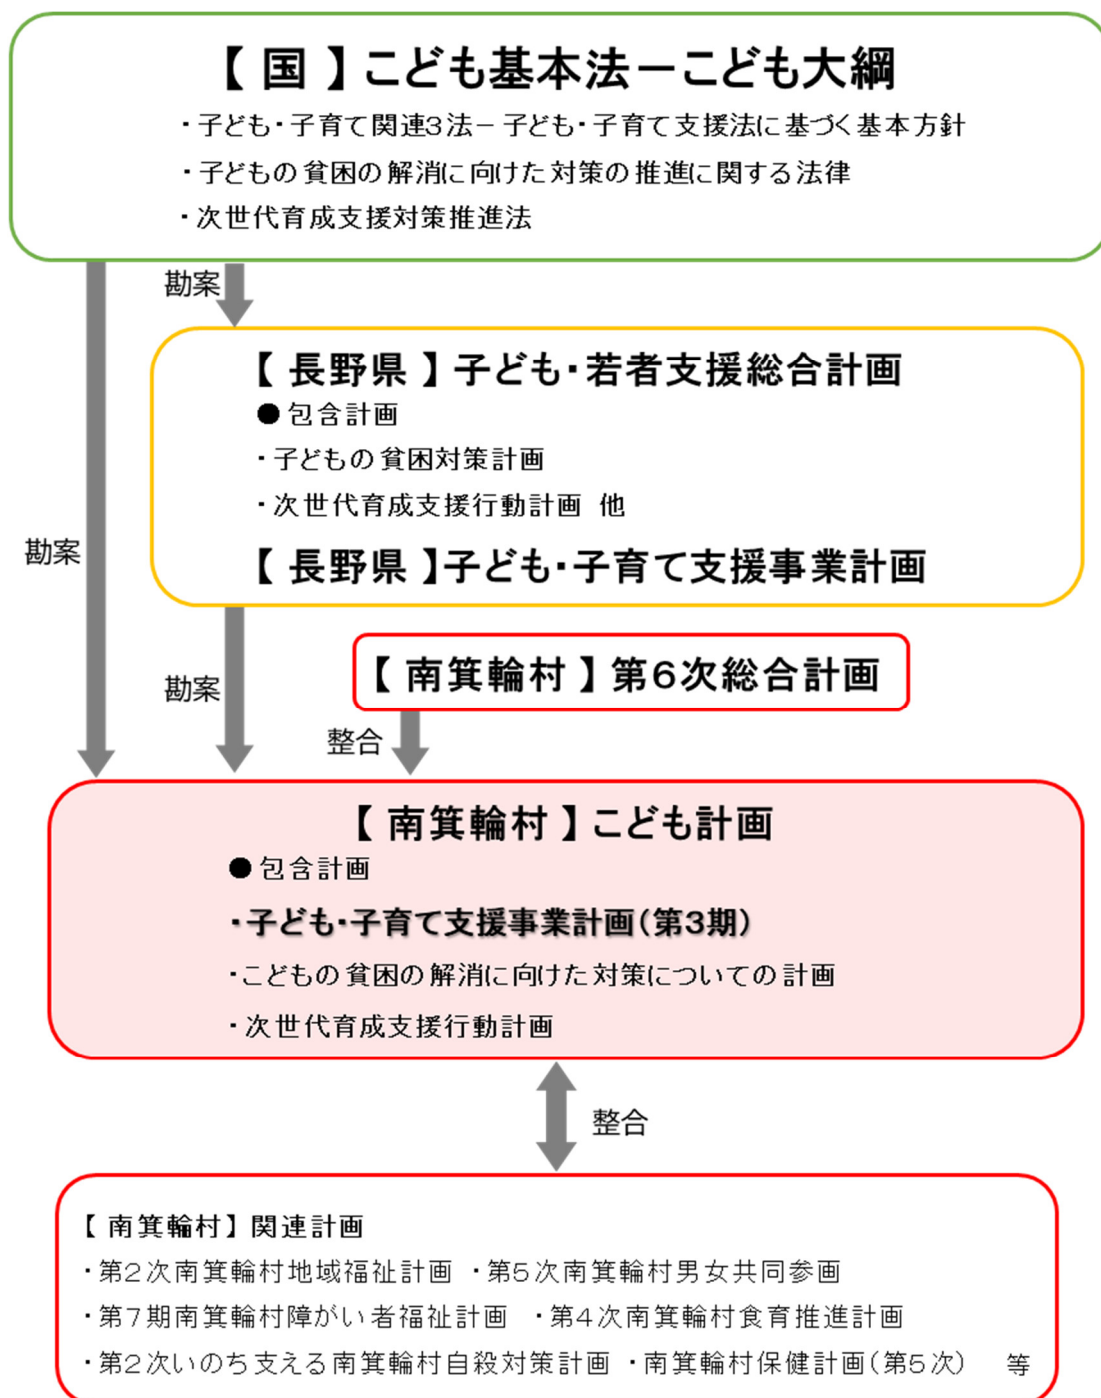 【 国 】こども基本法－こども大綱
・子ども・子育て関連3法－子ども・子育て支援法に基づく基本方針
・子どもの貧困の解消に向けた対策の推進に関する法律
・次世代育成支援対策推進法
勘案
【 長野県 】子ども・若者支援総合計画
●包含計画
・子どもの貧困対策計画
・次世代育成支援行動計画 他
【 長野県 】子ども・子育て支援事業計画
勘案
勘案
【 南箕輪村 】第6次総合計画
整合
【 南箕輪村 】こども計画
●包含計画
・子ども・子育て支援事業計画（第3期）
・こどもの貧困の解消に向けた対策についての計画
・次世代育成支援行動計画
整合
【 南箕輪村】関連計画
・第2次南箕輪村地域福祉計画 ・第5次南箕輪村男女共同参画
・第7期南箕輪村障がい者福祉計画 ・第4次南箕輪村食育推進計画
・第2次いのち支える南箕輪村自殺対策計画 ・南箕輪村保健計画（第5次） 等